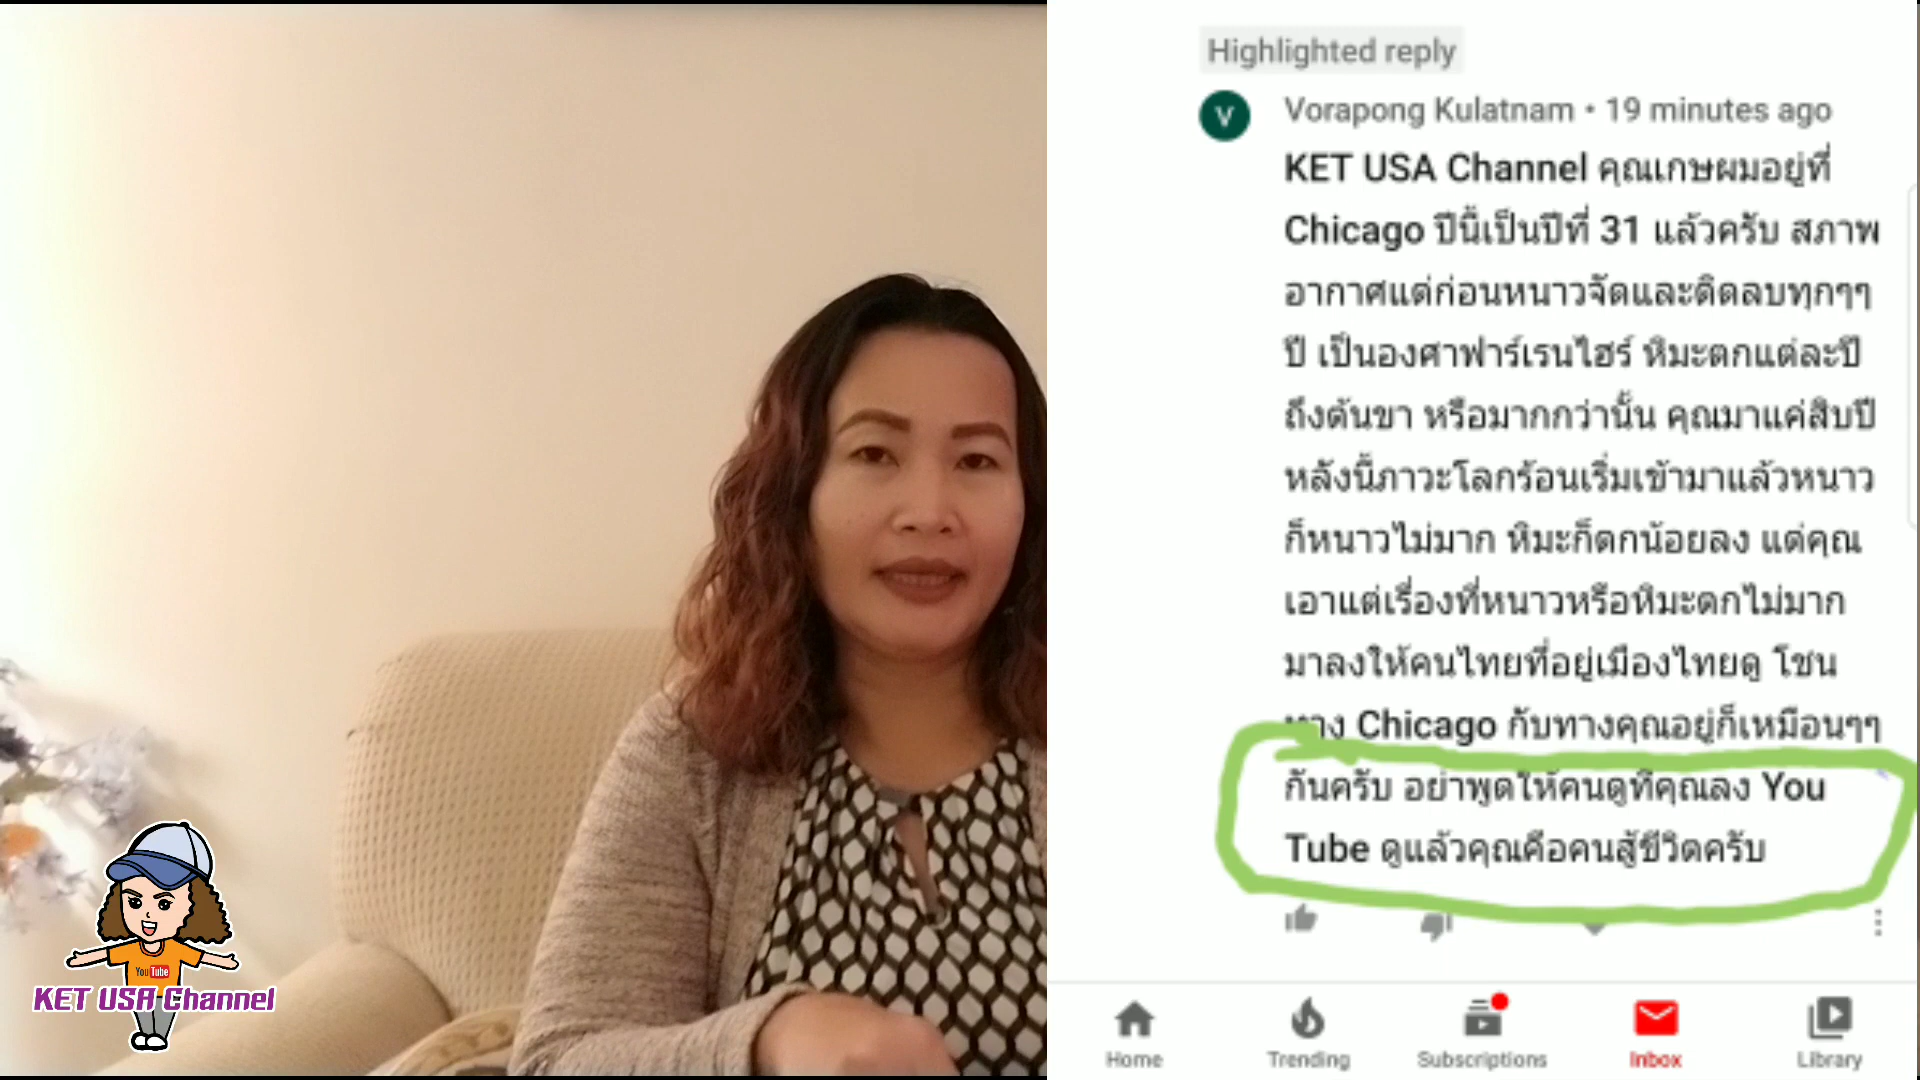 Highlighted reply
V
Vorapong Kulatnam • 19 minutes ago
KET USA Channel คุณเกษผมอยู่ที่
Chicago ปีนี้เป็นปีที่ 31 แล้วครับ สภาพ
อากาศแต่ก่อนหนาวจัดและติดลบทุกๆๆ
ปี เป็นองศาฟาร์เรนไฮร์ หิมะตกแต่ละปี
ถึงต้นขา หรือมากกว่านั้น คุณมาแค่สิบปี
หลังนี้ภาวะโลกร้อนเริ่มเข้ามาแล้วหนาว
ก็หนาวไม่มาก หิมะก็ตกน้อยลง แต่คุณ
เอาแต่เรื่องที่หนาวหรือหิมะตกไม่มาก
มาลงให้คนไทยที่อยู่เมืองไทยดู โซน
ทาง Chicago กับทางคุณอยู่ก็เหมือนๆๆ
กันครับ อย่าพูดให้คนดูที่คุณลง You
Tube ดูแล้วคุณคือคนสู้ชีวิตครับ
Home
Trending
Subscriptions
Inbox
Library
YouTube
KET USA Channel